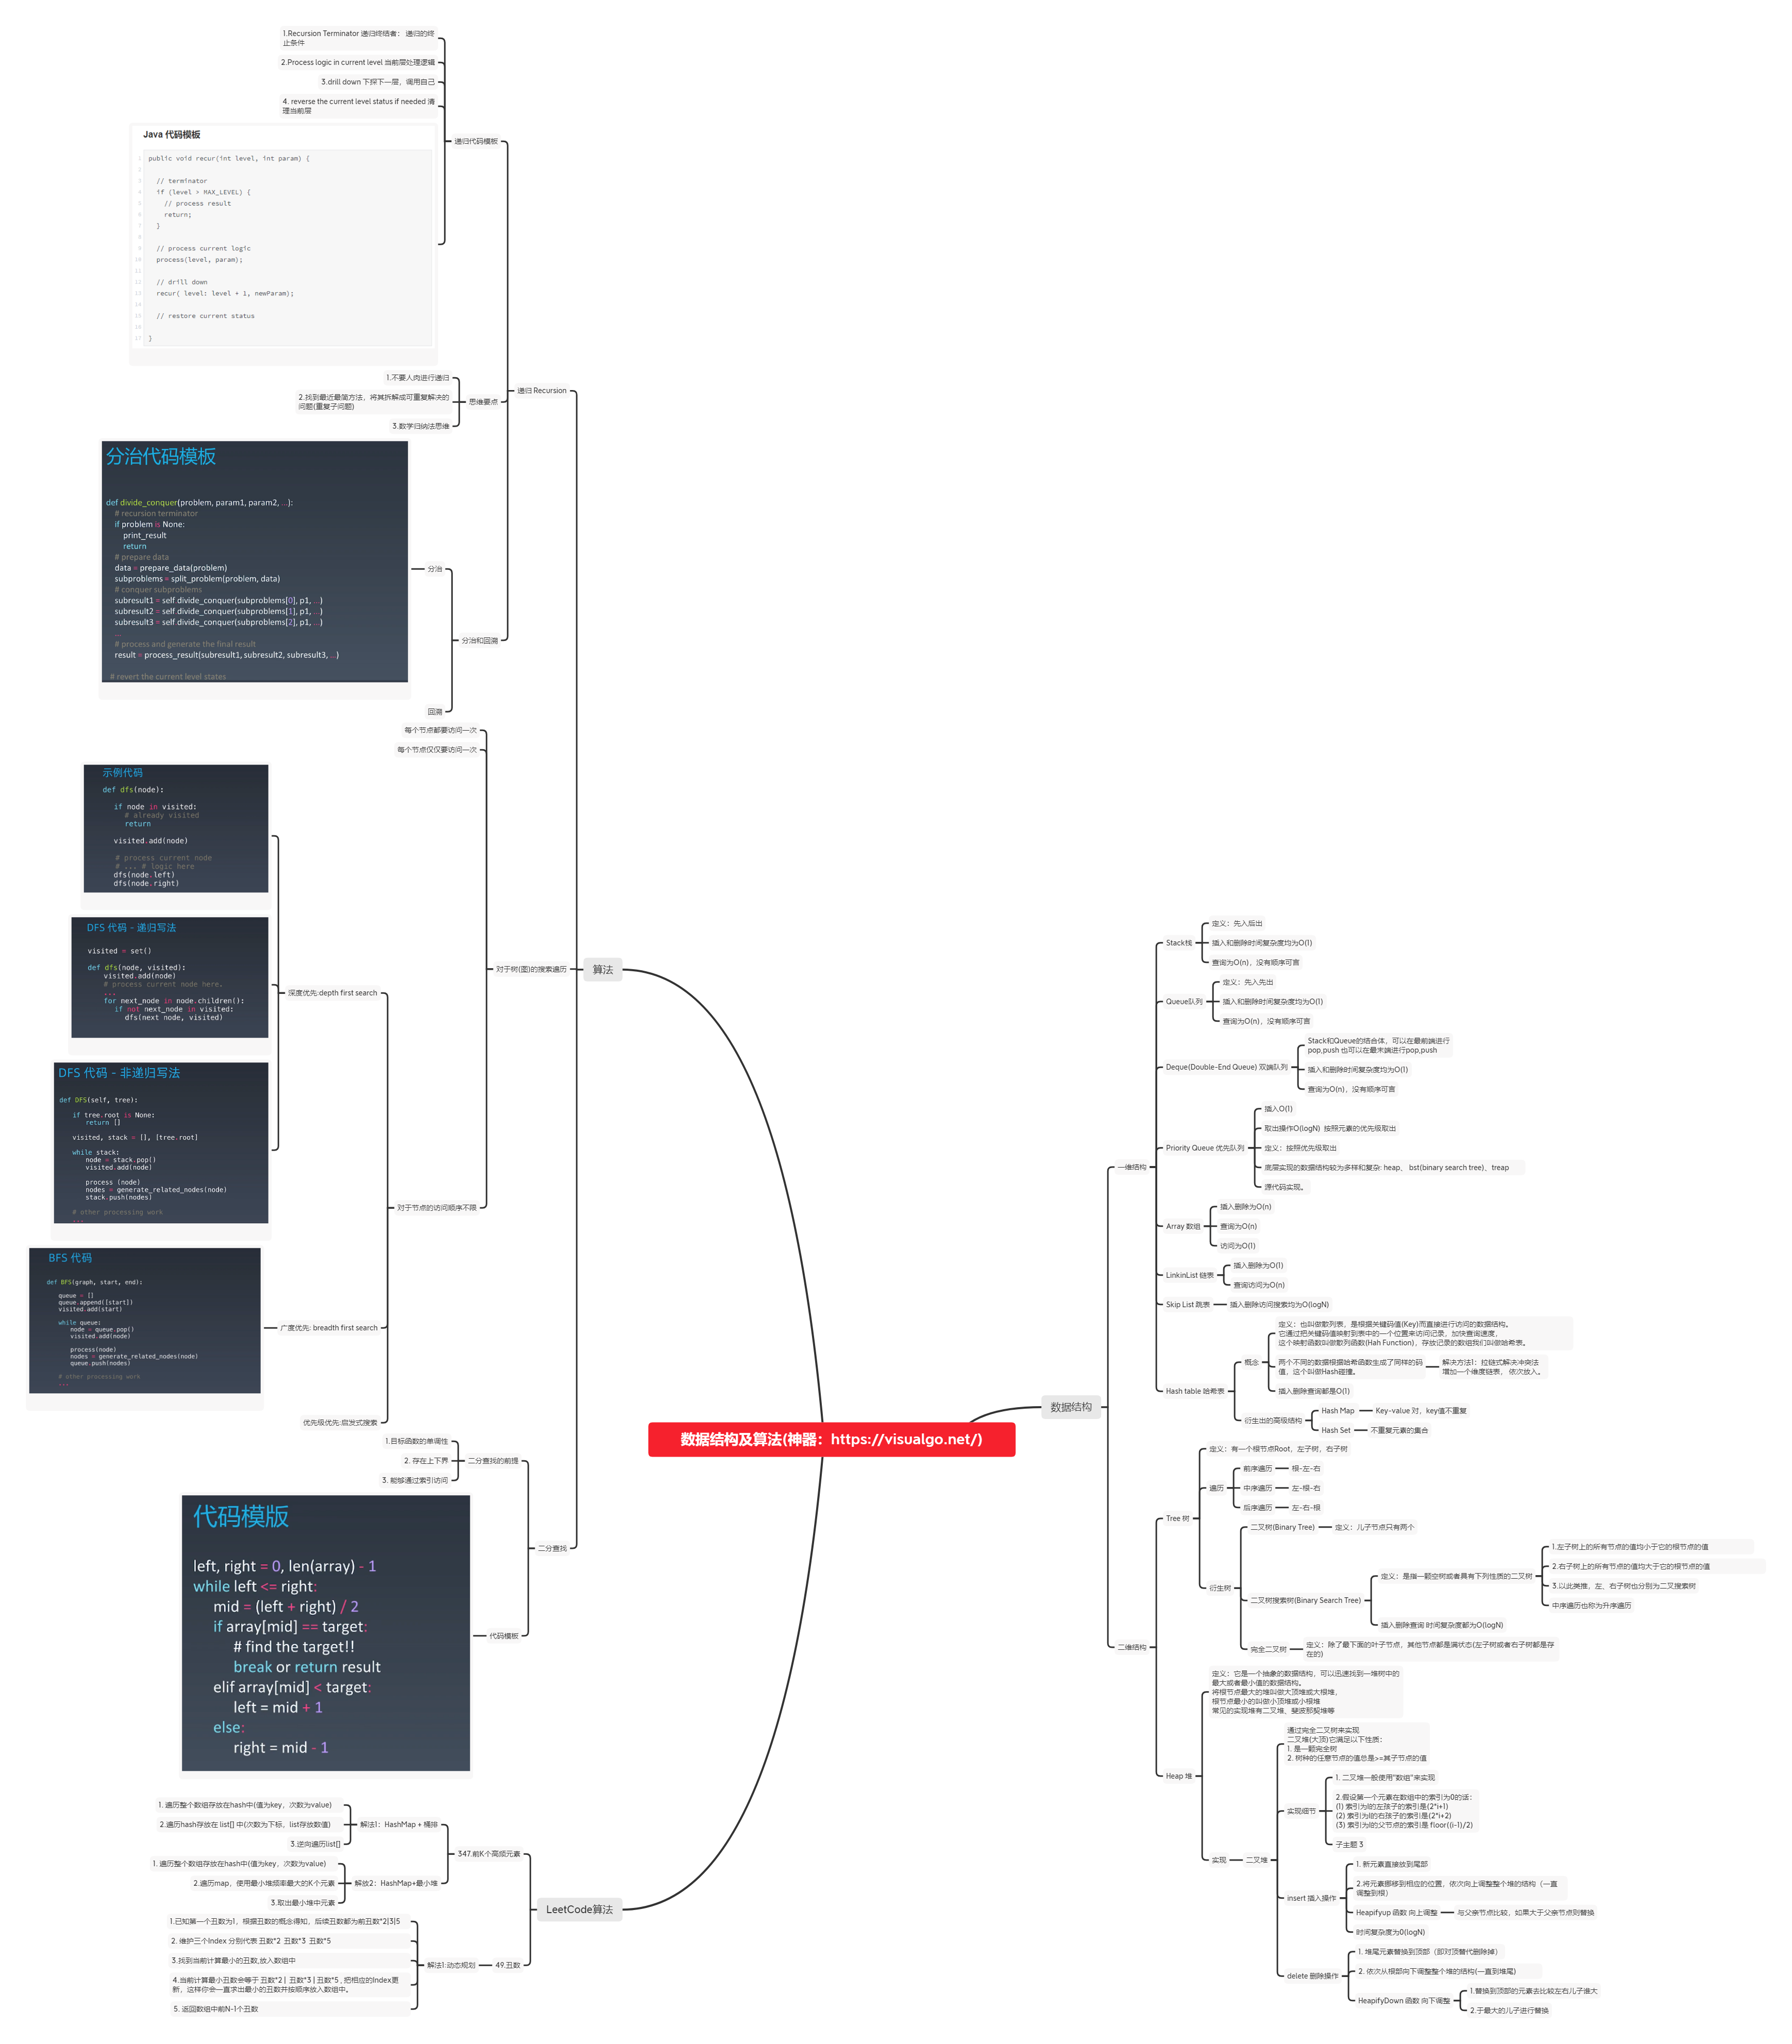 1.Recursion Terminator 递归终结者： 递归的终
止条件
2.Process logic in current level 当前层处理逻辑
3.drill down 下探下一层，调用自己
4. reverse the current level status if needed 清
理当前层
Java 代码模板
1 public void recur(int level, int param) {
2
3 // terminator
4 if (level > MAX_LEVEL) {
5 // process result
6 return;
7 }
8
9 // process current logic
10 process(level, param);
11
12 // drill down
13 recur( level: level + 1, newParam);
14
15 // restore current status
16
17 }
递归代码模板
1.不要人肉进行递归
2.找到最近最简方法，将其拆解成可重复解决的
问题(重复子问题)
3.数学归纳法思维
思维要点
递归 Recursion
分治代码模板
def divide_conquer(problem, param1, param2, ...):
# recursion terminator
if problem is None:
print_result
return
# prepare data
data = prepare_data(problem)
subproblems = split_problem(problem, data)
# conquer subproblems
subresult1 = self.divide_conquer(subproblems[0], p1, ...)
subresult2 = self.divide_conquer(subproblems[1], p1, ...)
subresult3 = self.divide_conquer(subproblems[2], p1, ...)
...
# process and generate the final result
result = process_result(subresult1, subresult2, subresult3, ...)
# revert the current level states
分治
分治和回溯
回溯
每个节点都要访问一次
每个节点仅仅要访问一次
示例代码
def dfs(node):
if node in visited:
# already visited
return
visited.add(node)
# process current node
# ... # logic here
dfs(node.left)
dfs(node.right)
DFS 代码 - 递归写法
visited = set()
def dfs(node, visited):
visited.add(node)
# process current node here.
...
for next_node in node.children():
if not next_node in visited:
dfs(next node, visited)
深度优先:depth first search
DFS 代码 - 非递归写法
def DFS(self, tree):
if tree.root is None:
return []
visited, stack = [], [tree.root]
while stack:
node = stack.pop()
visited.add(node)
process (node)
nodes = generate_related_nodes(node)
stack.push(nodes)
# other processing work
...
对于节点的访问顺序不限
BFS 代码
def BFS(graph, start, end):
queue = []
queue.append([start])
visited.add(start)
while queue:
node = queue.pop()
visited.add(node)
process(node)
nodes = generate_related_nodes(node)
queue.push(nodes)
# other processing work
...
广度优先: breadth first search
优先级优先:启发式搜索
对于树(图)的搜索遍历
算法
1.目标函数的单调性
2. 存在上下界
3. 能够通过索引访问
二分查找的前提
代码模版
left, right = 0, len(array) - 1
while left <= right:
mid = (left + right) / 2
if array[mid] == target:
# find the target!!
break or return result
elif array[mid] < target:
left = mid + 1
else:
right = mid - 1
代码模板
二分查找
1. 遍历整个数组存放在hash中(值为key，次数为value)
2.遍历hash存放在 list[] 中(次数为下标，list存放数值)
3.逆向遍历list[]
解法1：HashMap + 桶排
347.前K个高频元素
1. 遍历整个数组存放在hash中(值为key，次数为value)
2.遍历map，使用最小堆频率最大的K个元素
3.取出最小堆中元素
解放2：HashMap+最小堆
LeetCode算法
1.已知第一个丑数为1，根据丑数的概念得知，后续丑数都为前丑数*2|3|5
2. 维护三个Index 分别代表 丑数*2 丑数*3 丑数*5
3.找到当前计算最小的丑数,放入数组中
4.当前计算最小丑数会等于 丑数*2 | 丑数*3 | 丑数*5 , 把相应的Index更
新，这样你会一直求出最小的丑数并按顺序放入数组中。
5. 返回数组中前N-1个丑数
解法1:动态规划
49.丑数
数据结构及算法(神器：https://visualgo.net/)
数据结构
一维结构
Stack栈
定义：先入后出
插入和删除时间复杂度均为O(1)
查询为O(n)，没有顺序可言
Queue队列
定义：先入先出
插入和删除时间复杂度均为O(1)
查询为O(n)，没有顺序可言
Deque(Double-End Queue) 双端队列
Stack和Queue的结合体，可以在最前端进行
pop,push 也可以在最末端进行pop,push
插入和删除时间复杂度均为O(1)
查询为O(n)，没有顺序可言
Priority Queue 优先队列
插入O(1)
取出操作O(logN) 按照元素的优先级取出
定义：按照优先级取出
底层实现的数据结构较为多样和复杂: heap、 bst(binary search tree)、treap
源代码实现。
Array 数组
插入删除为O(n)
查询为O(n)
访问为O(1)
LinkinList 链表
插入删除为O(1)
查询访问为O(n)
Skip List 跳表
插入删除访问搜索均为O(logN)
Hash table 哈希表
概念
定义：也叫做散列表，是根据关键码值(Key)而直接进行访问的数据结构。
它通过把关键码值映射到表中的一个位置来访问记录，加快查询速度，
这个映射函数叫做散列函数(Hah Function)，存放记录的数组我们叫做哈希表。
两个不同的数据根据哈希函数生成了同样的码
值，这个叫做Hash碰撞。
解决方法1：拉链式解决冲突法
增加一个维度链表， 依次放入。
插入删除查询都是O(1)
衍生出的高级结构
Hash Map
Key-value 对，key值不重复
Hash Set
不重复元素的集合
二维结构
Tree 树
定义：有一个根节点Root，左子树，右子树
遍历
前序遍历
根-左-右
中序遍历
左-根-右
后序遍历
左-右-根
衍生树
二叉树(Binary Tree)
定义：儿子节点只有两个
二叉树搜索树(Binary Search Tree)
定义：是指一颗空树或者具有下列性质的二叉树
1.左子树上的所有节点的值均小于它的根节点的值
2.右子树上的所有节点的值均大于它的根节点的值
3.以此类推，左、右子树也分别为二叉搜索树
中序遍历也称为升序遍历
插入删除查询 时间复杂度都为O(logN)
完全二叉树
定义：除了最下面的叶子节点，其他节点都是满状态(左子树或者右子树都是存
在的)
Heap 堆
定义：它是一个抽象的数据结构，可以迅速找到一堆树中的
最大或者最小值的数据结构。
将根节点最大的堆叫做大顶堆或大根堆，
根节点最小的叫做小顶堆或小根堆
常见的实现堆有二叉堆，斐波那契堆等
实现
二叉堆
通过完全二叉树来实现
二叉堆(大顶)它满足以下性质：
1. 是一颗完全树
2. 树种的任意节点的值总是>=其子节点的值
实现细节
1. 二叉堆一般使用"数组"来实现
2.假设第一个元素在数组中的索引为0的话：
(1) 索引为i的左孩子的索引是(2*i+1)
(2) 索引为i的右孩子的索引是(2*i+2)
(3) 索引为i的父节点的索引是 floor((i-1)/2)
子主题 3
insert 插入操作
1. 新元素直接放到尾部
2.将元素挪移到相应的位置，依次向上调整整个堆的结构（一直
调整到根）
Heapifyup 函数 向上调整
与父亲节点比较，如果大于父亲节点则替换
时间复杂度为O(logN)
delete 删除操作
1. 堆尾元素替换到顶部（即对顶替代删除掉）
2. 依次从根部向下调整整个堆的结构(一直到堆尾)
HeapifyDown 函数 向下调整
1.替换到顶部的元素去比较左右儿子谁大
2.于最大的儿子进行替换